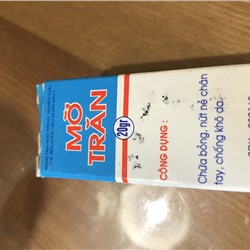 MỠ
TRĂN
20gr
CÔNG DỤNG :
Chữa bỏng, nứt nẻ chân
tay, chống khô da.